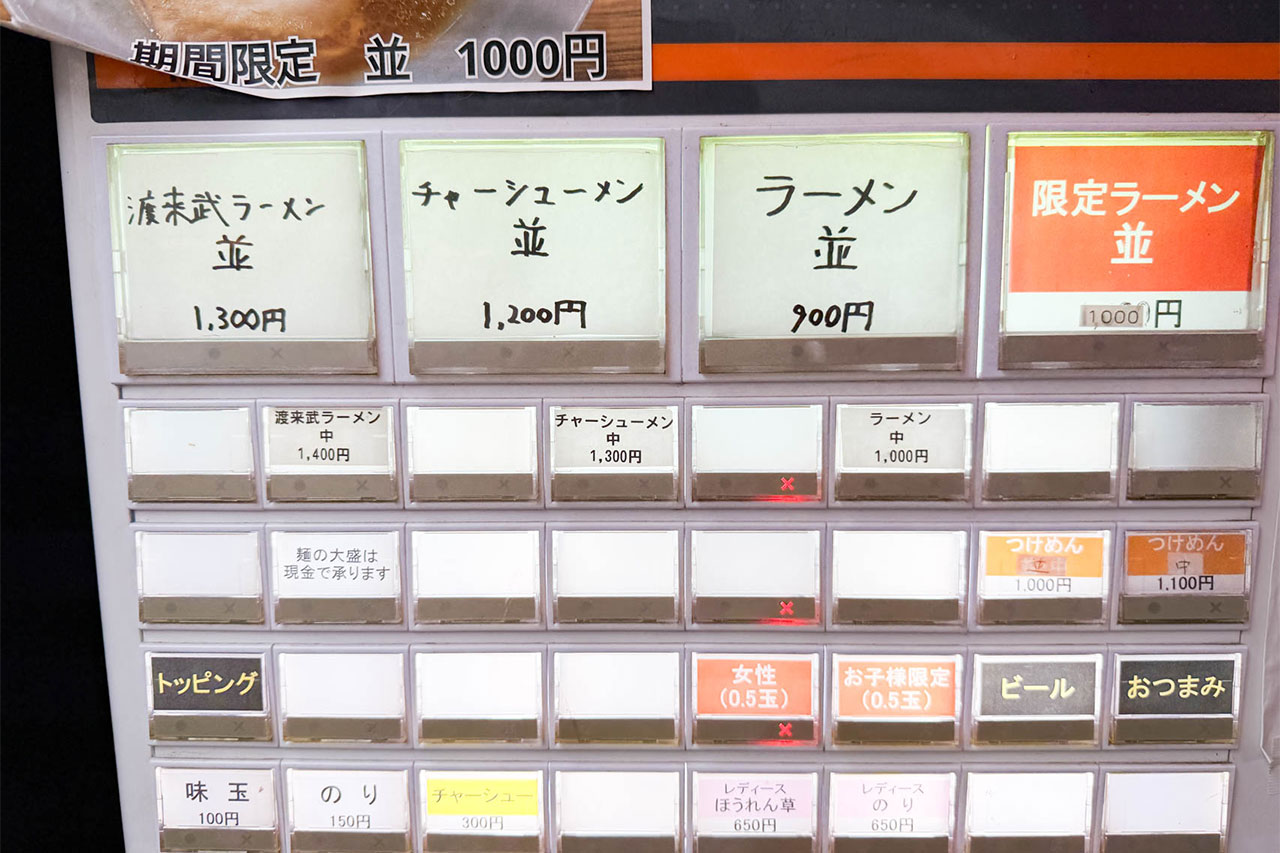 期間限定 並 1000円
渡来武ラーメン
並
1,300円
チャーシューメン
並
1,200円
ラーメン
並
900円
限定ラーメン
並
1000円
渡来武ラーメン
中
1,400円
チャーシューメン
中
1,300円
ラーメン
中
1,000円
麺の大盛は
現金で承ります
つけめん
1,000円
つけめん
中
1,100円
トッピング
女性
(0.5玉)
お子様限定
(0.5玉)
ビール
おつまみ
味玉
100円
のり
150円
チャーシュー
300円
レディース
ほうれん草
650円
レディース
のり
650円